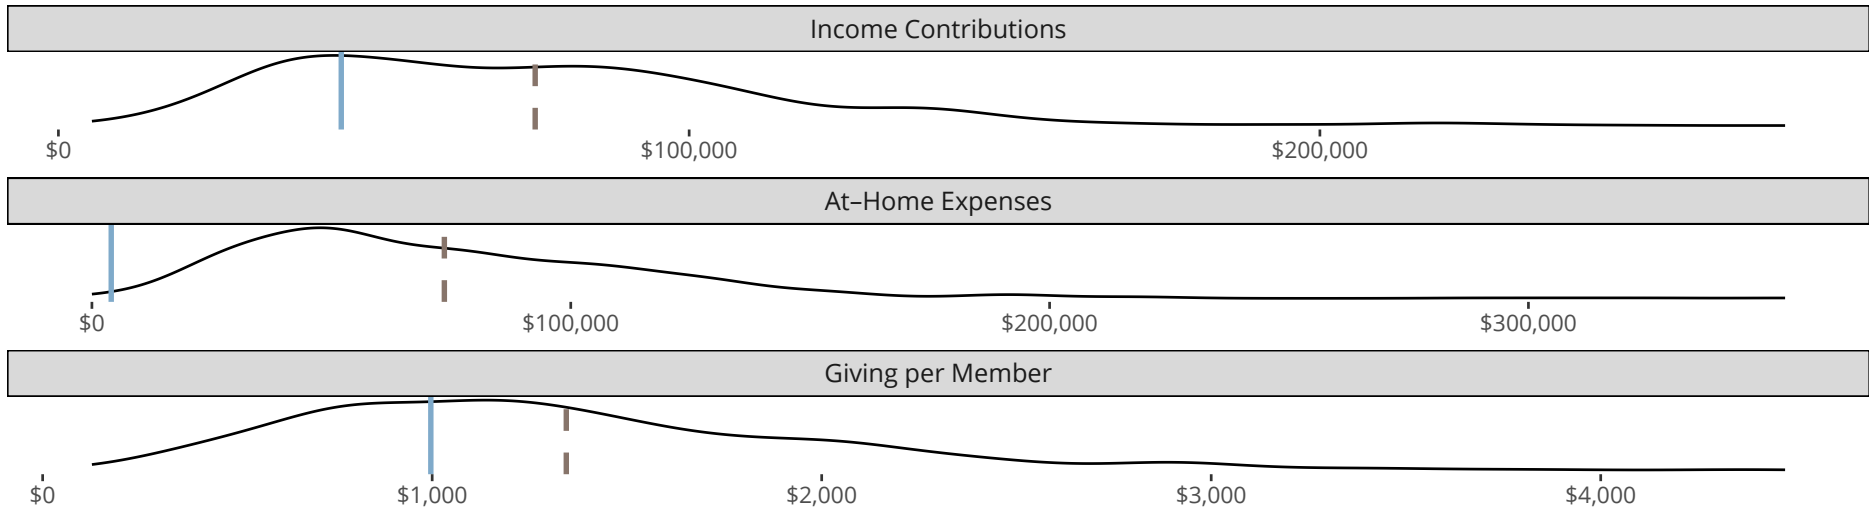 Income Contributions
$0 $100,000 $200,000
At–Home Expenses
$0 $100,000 $200,000 $300,000
Giving per Member
$0 $1,000 $2,000 $3,000 $4,000